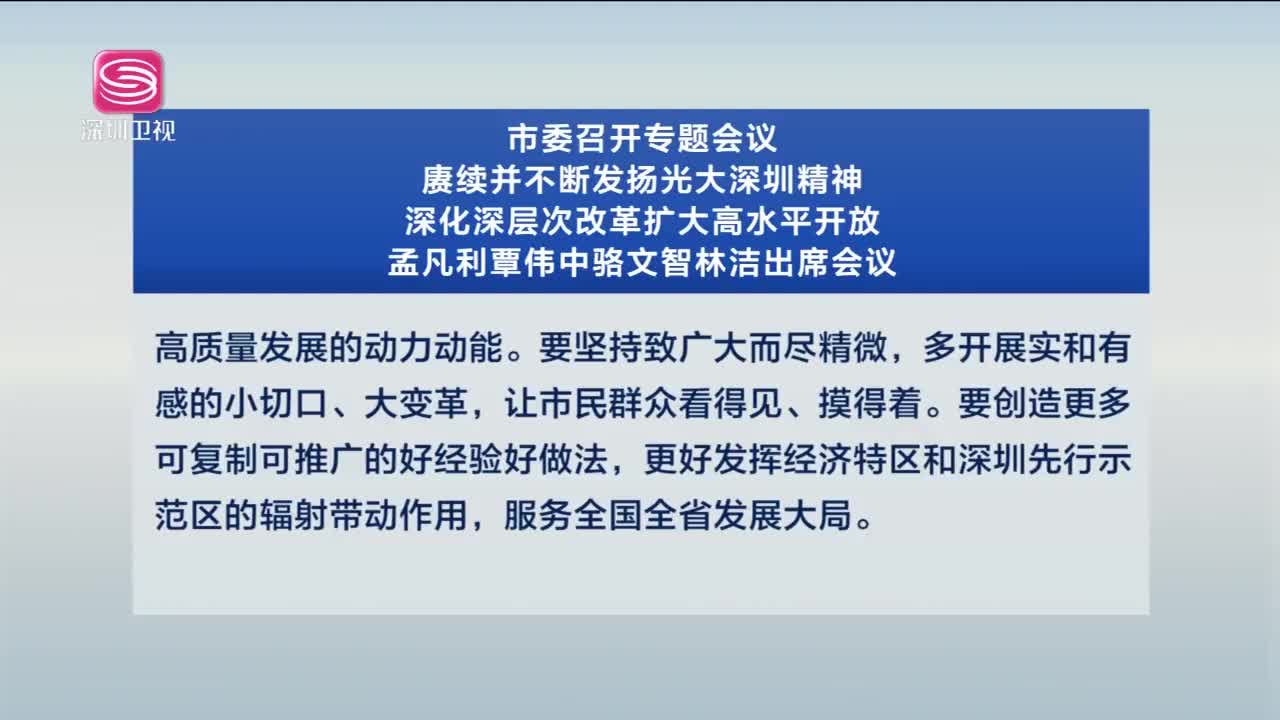 深圳卫视
市委召开专题会议
赓续并不断发扬光大深圳精神
深化深层次改革扩大高水平开放
孟凡利覃伟中骆文智林洁出席会议
高质量发展的动力动能。要坚持致广大而尽精微，多开展实和有
感的小切口、大变革，让市民群众看得见、摸得着。要创造更多
可复制可推广的好经验好做法，更好发挥经济特区和深圳先行示
范区的辐射带动作用，服务全国全省发展大局。